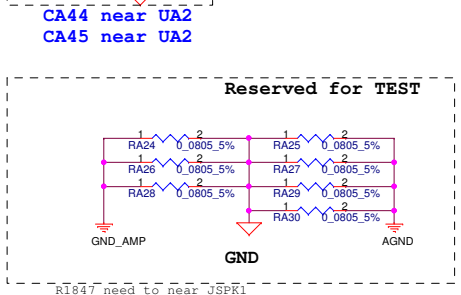 CA44 near UA2
CA45 near UA2
Reserved for TEST
1 2 1 2
RA24 0_0805_5% RA25 0_0805_5%
1 2 1 2
RA26 0_0805_5% RA27 0_0805_5%
1 2 1 2
RA28 0_0805_5% RA29 0_0805_5%
1 2
RA30 0_0805_5%
GND_AMP AGND
GND
R1847 need to near JSPK1